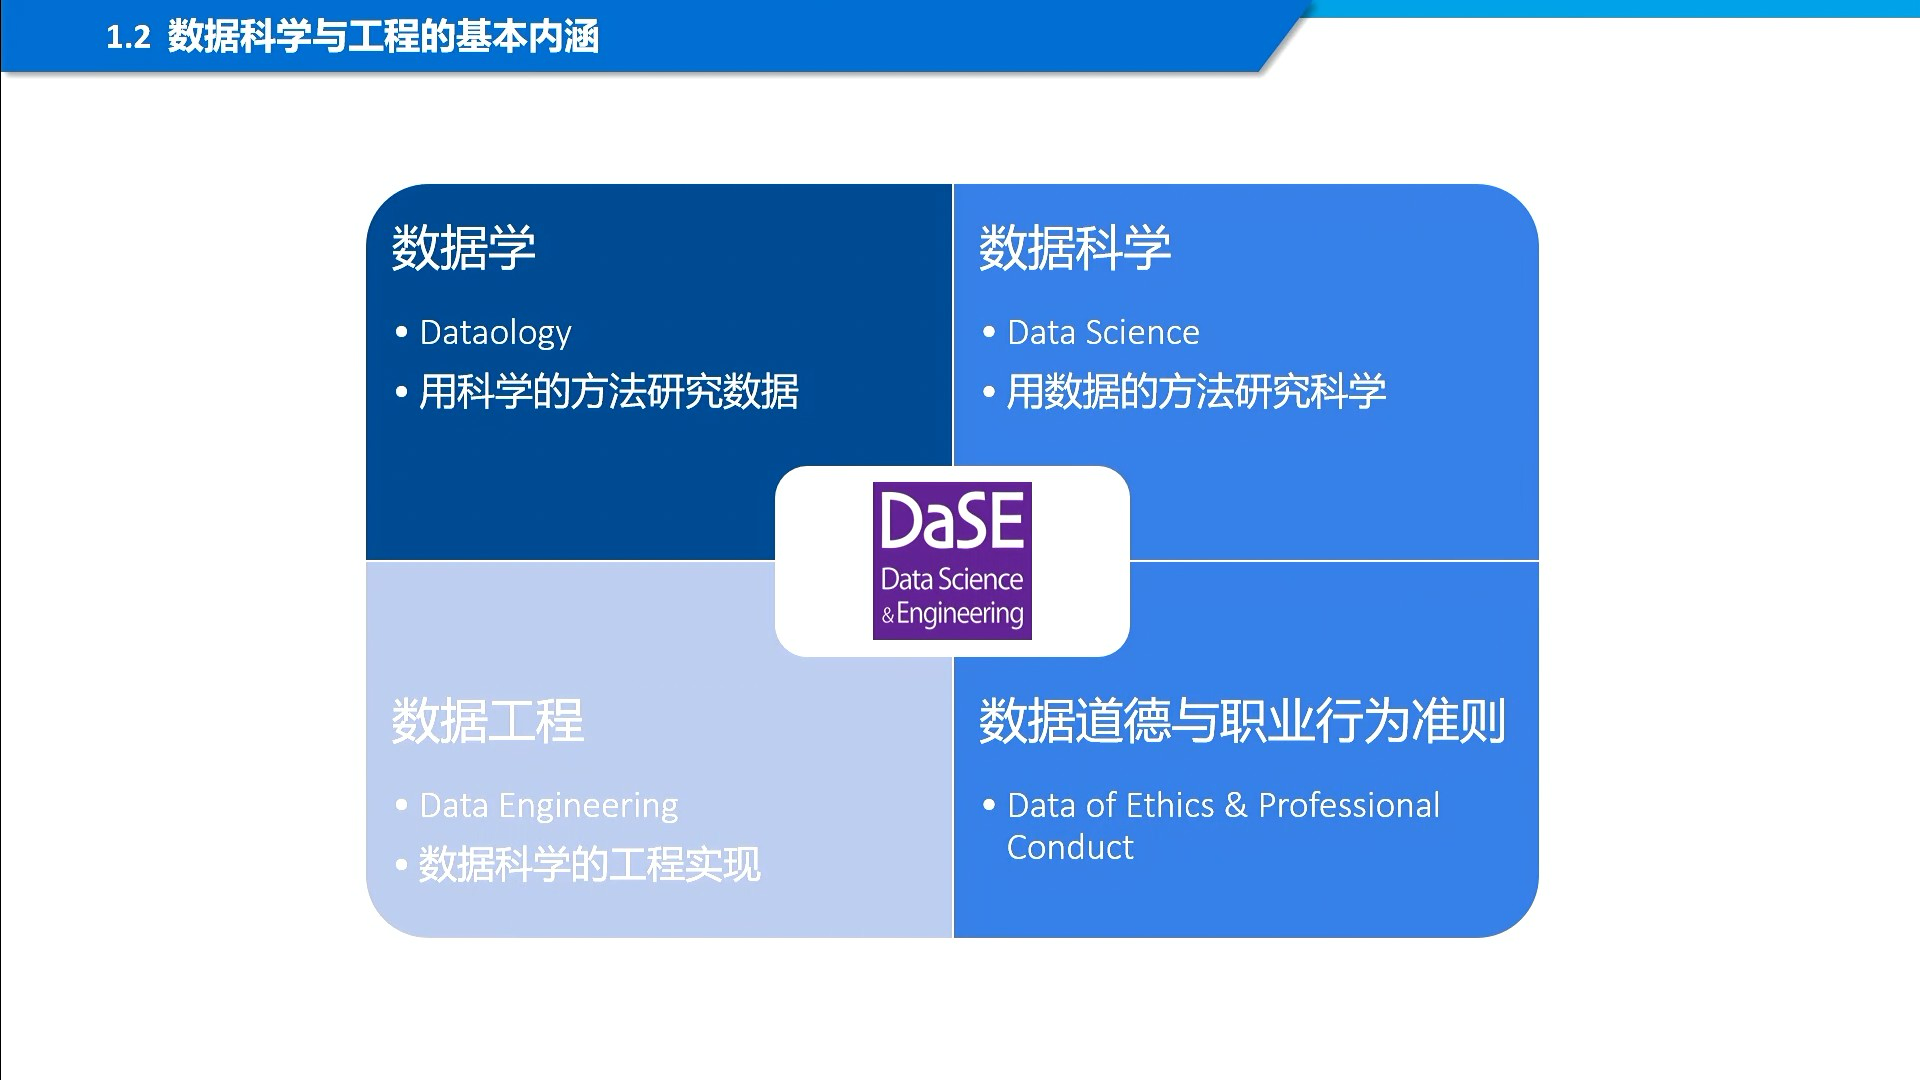 1.2 数据科学与工程的基本内涵
数据学
• Dataology
• 用科学的方法研究数据
数据科学
• Data Science
• 用数据的方法研究科学
DaSE
Data Science
& Engineering
数据工程
• Data Engineering
• 数据科学的工程实现
数据道德与职业行为准则
• Data of Ethics & Professional
Conduct